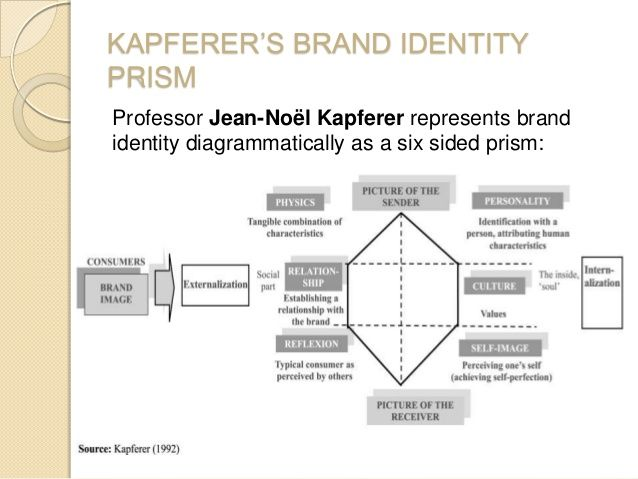 KAPFERER'S BRAND IDENTITY
PRISM
Professor Jean-Noël Kapferer represents brand
identity diagrammatically as a six sided prism:
PICTURE OF THE
SENDER
PHYSICS
Tangible combination of
characteristics
PERSONALITY
Identification with a
person, attributing human
characteristics
CONSUMERS
BRAND
IMAGE
Externalization
Social
part
RELATION-
SHIP
Establishing a
relationship with
the brand
CULTURE
Values
The inside,
'soul'
Intern-
alization
REFLEXION
Typical consumer as
perceived by others
SELF-IMAGE
Perceiving one's self
(achieving self-perfection)
PICTURE OF THE
RECEIVER
Source: Kapferer (1992)